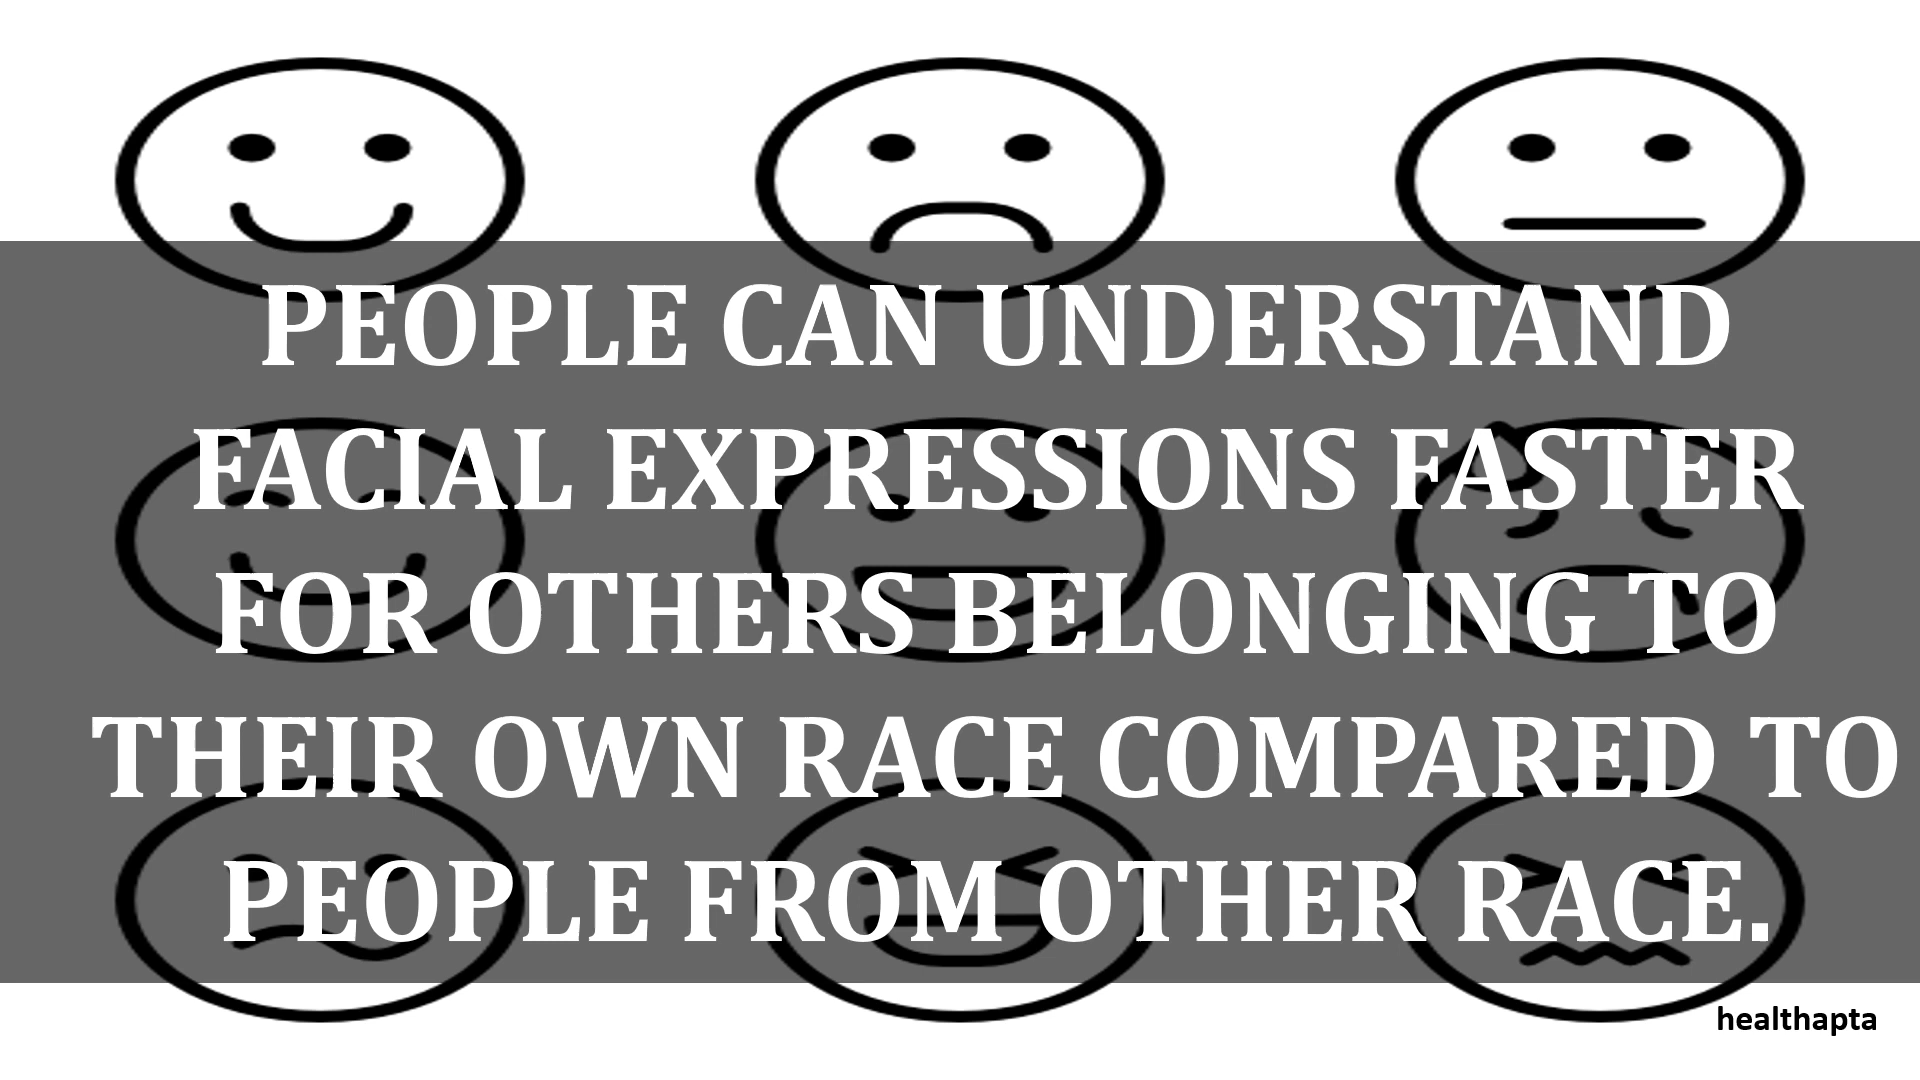 PEOPLE CAN UNDERSTAND
FACIAL EXPRESSIONS FASTER
FOR OTHERS BELONGING TO
THEIR OWN RACE COMPARED TO
PEOPLE FROM OTHER RACE.
healthapta